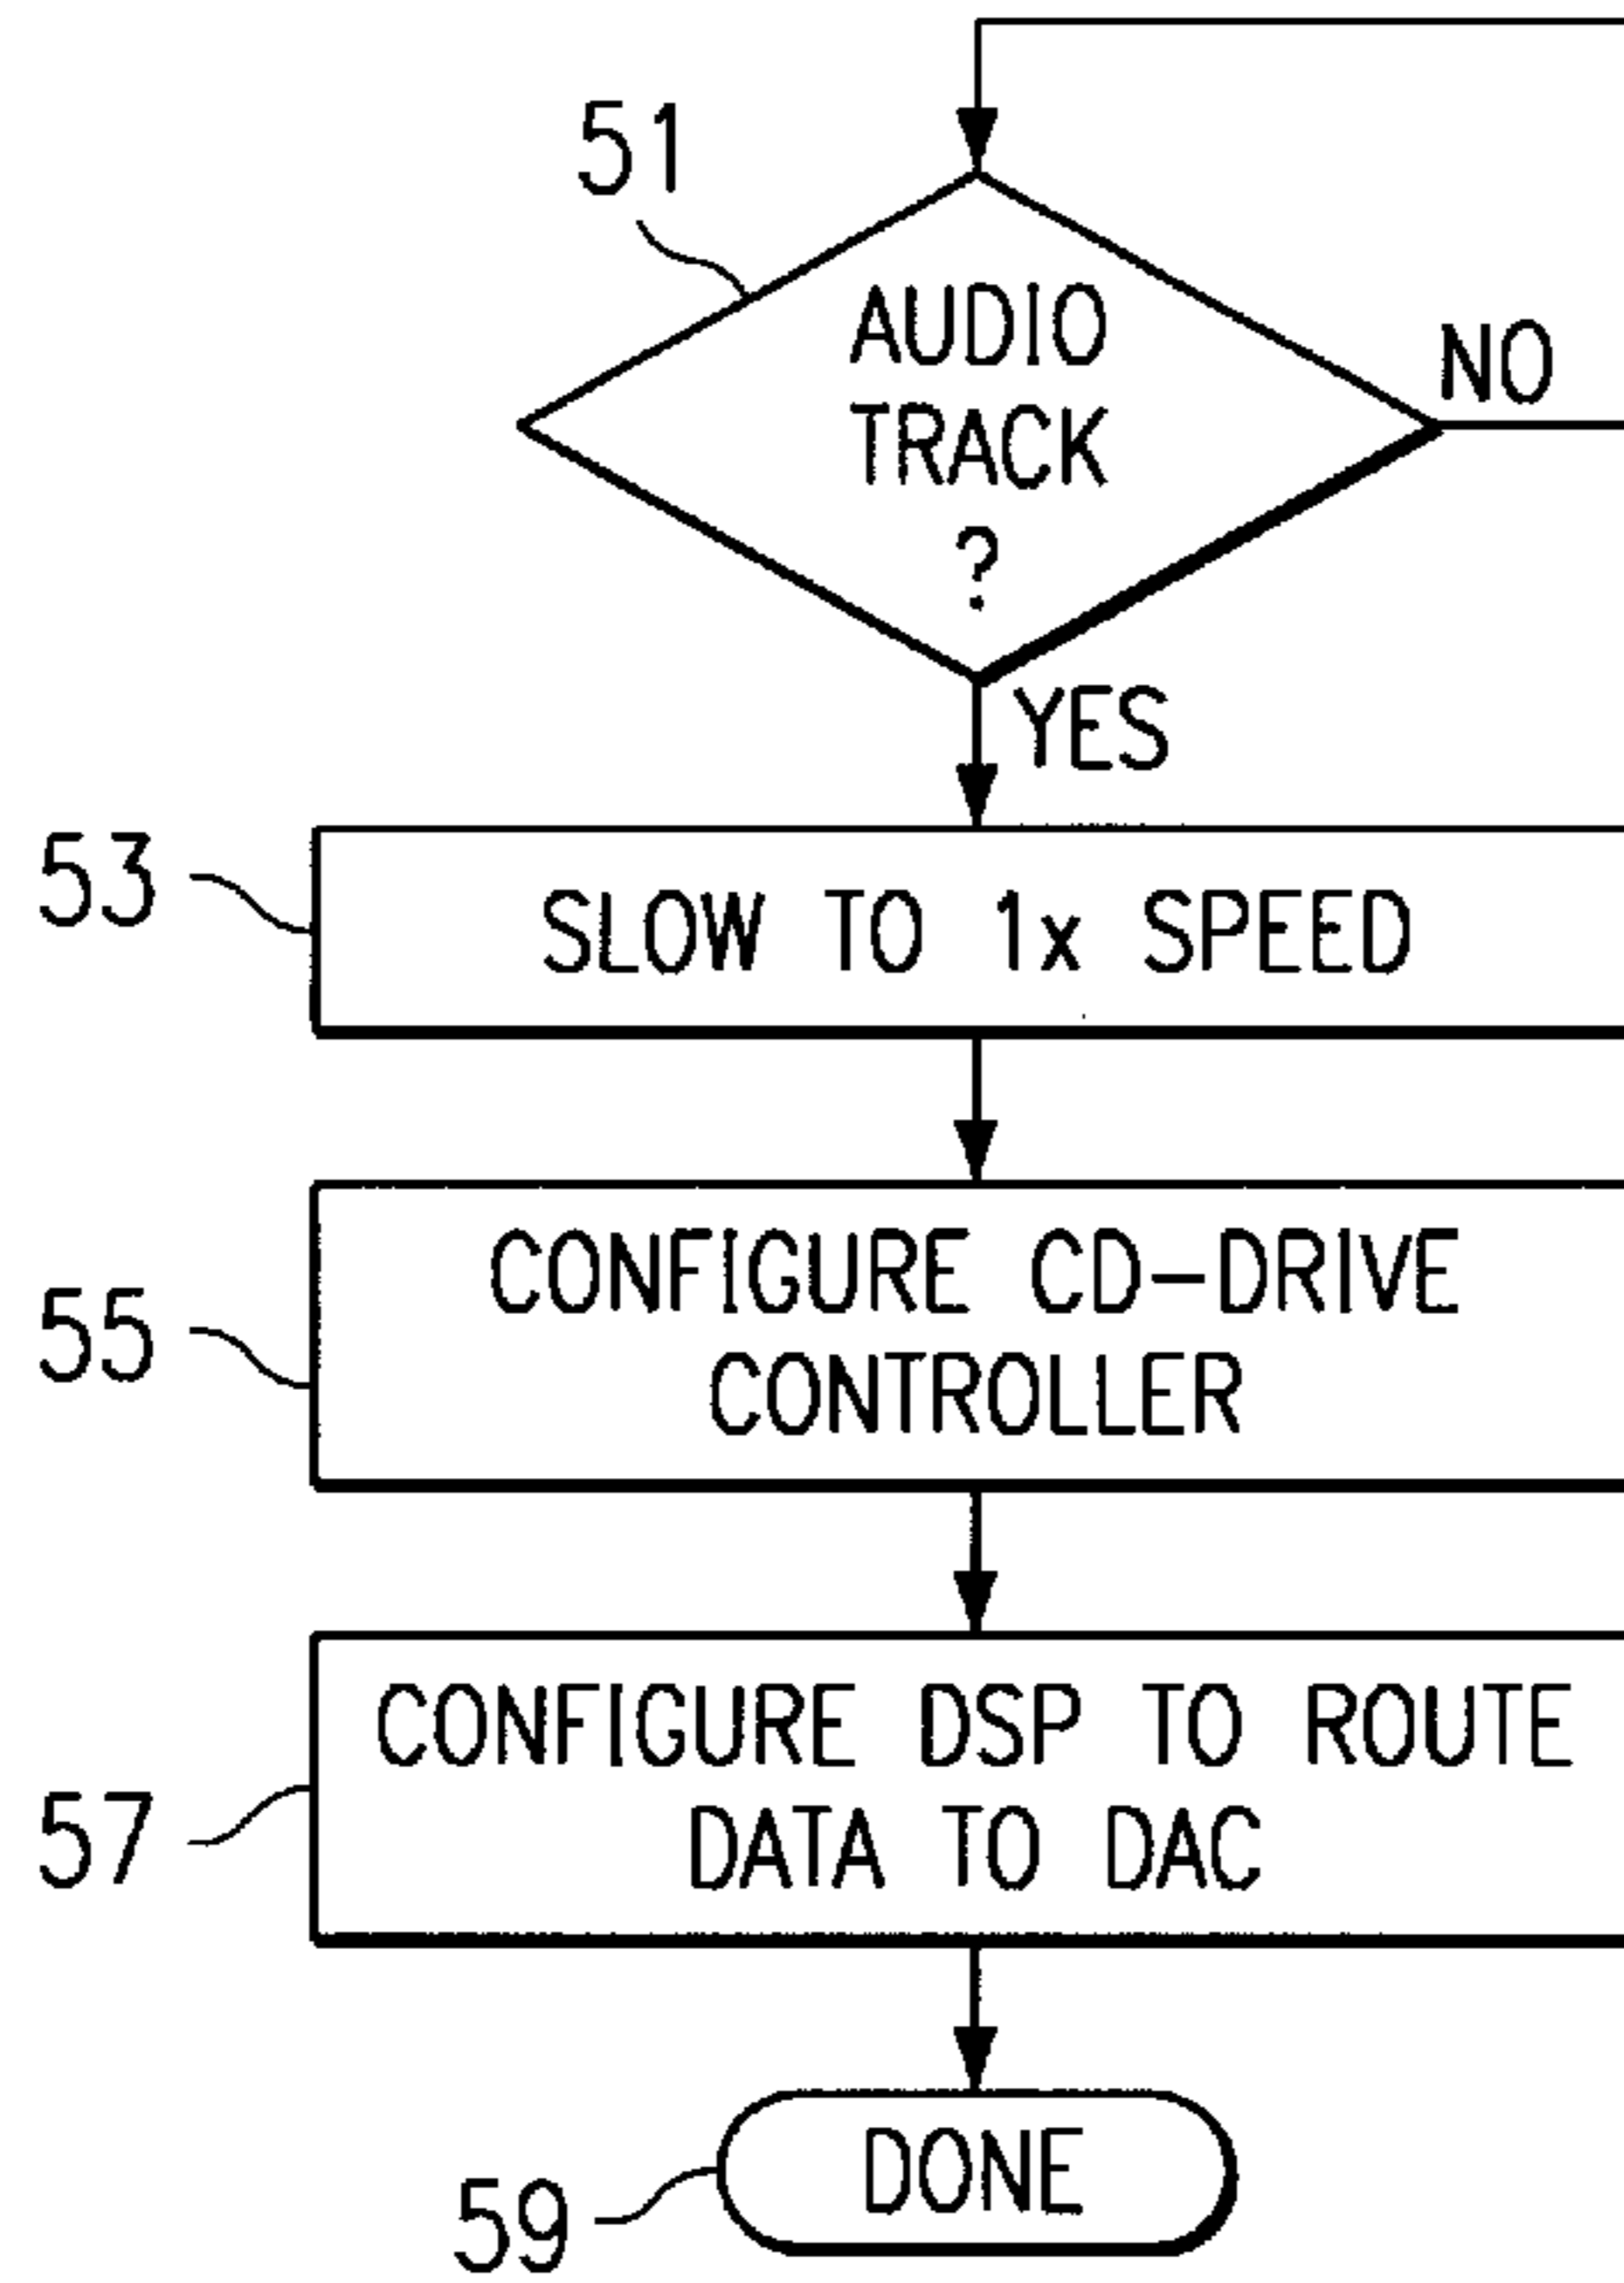 51
AUDIO
TRACK
?
NO
YES
53
SLOW TO 1x SPEED
55
CONFIGURE CD-DRIVE
CONTROLLER
57
CONFIGURE DSP TO ROUTE
DATA TO DAC
59
DONE